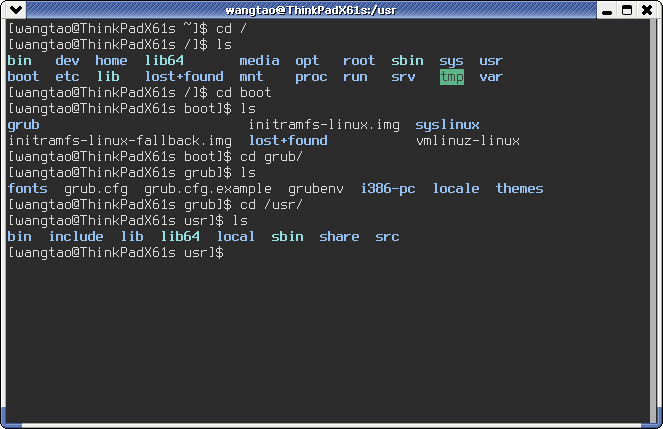 wangtao@ThinkPadX61s:/usr
[wangtao@ThinkPadX61s ~]$ cd /
[wangtao@ThinkPadX61s /]$ ls
bin dev home lib64 media opt root sbin sys usr
boot etc lib lost+found mnt proc run srv tmp var
[wangtao@ThinkPadX61s /]$ cd boot
[wangtao@ThinkPadX61s boot]$ ls
grub initramfs-linux.img syslinux
initramfs-linux-fallback.img lost+found vmlinuz-linux
[wangtao@ThinkPadX61s boot]$ cd grub/
[wangtao@ThinkPadX61s grub]$ ls
fonts grub.cfg grub.cfg.example grubenv i386-pc locale themes
[wangtao@ThinkPadX61s grub]$ cd /usr/
[wangtao@ThinkPadX61s usr]$ ls
bin include lib lib64 local sbin share src
[wangtao@ThinkPadX61s usr]$